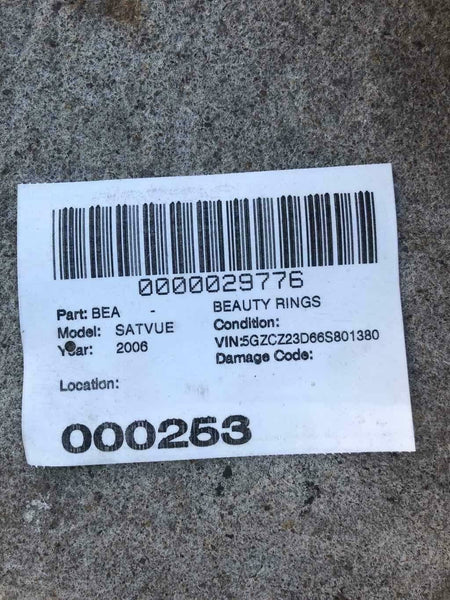 0000029776
Part: BEA - BEAUTY RINGS
Model: SATVUE Condition:
Year: 2006 VIN:5GZCZ23D66S801380
Damage Code:
Location:
000253